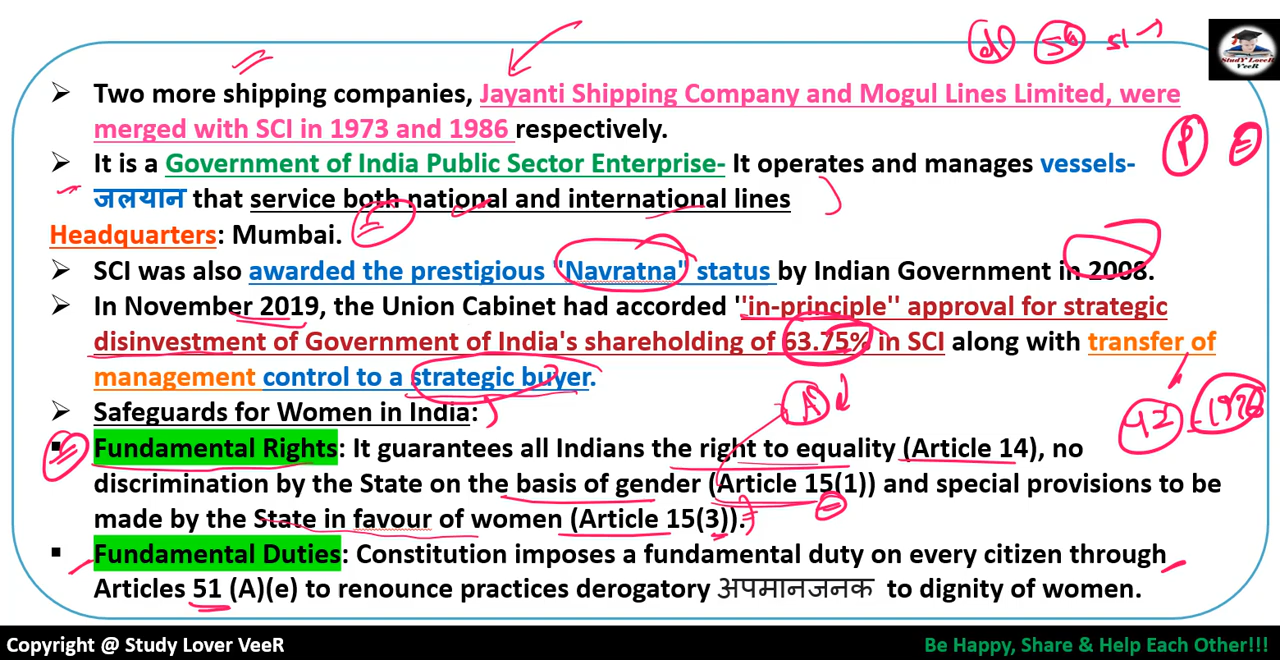 51
StudY LoveR
VeeR
Two more shipping companies, Jayanti Shipping Company and Mogul Lines Limited, were
merged with SCI in 1973 and 1986 respectively.
P E
It is a Government of India Public Sector Enterprise- It operates and manages vessels-
जलयान that service both national and international lines
Headquarters: Mumbai.
SCI was also awarded the prestigious "Navratna" status by Indian Government in 2008.
In November 2019, the Union Cabinet had accorded "in-principle" approval for strategic
disinvestment of Government of India's shareholding of 63.75% in SCI along with transfer of
management control to a strategic buyer.
Safeguards for Women in India:
A
42 - 1976
Fundamental Rights: It guarantees all Indians the right to equality (Article 14), no
discrimination by the State on the basis of gender (Article 15(1)) and special provisions to be
made by the State in favour of women (Article 15(3)).
Fundamental Duties: Constitution imposes a fundamental duty on every citizen through
Articles 51 (A)(e) to renounce practices derogatory अपमानजनक to dignity of women.
Copyright @ Study Lover VeeR
Be Happy, Share & Help Each Other!!!